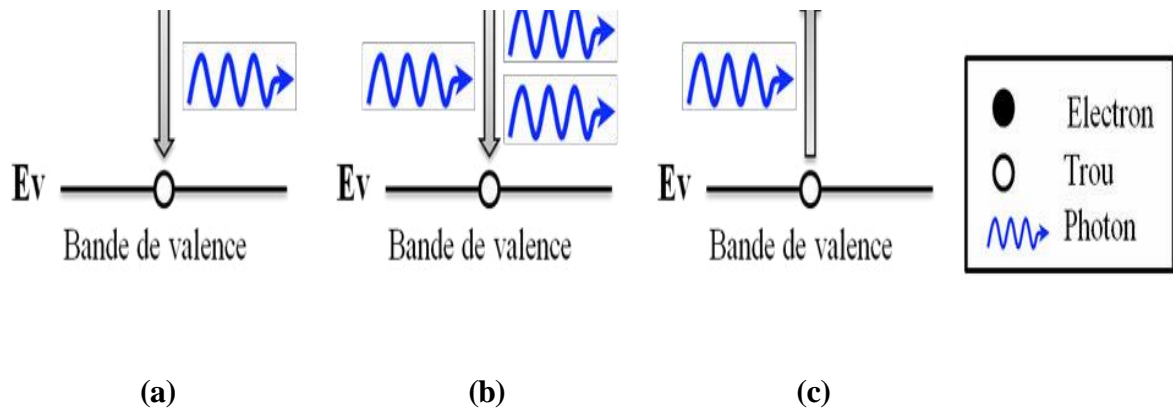 Electron
Trou
Photon
Ev
Ev
Ev
Bande de valence
Bande de valence
Bande de valence
(a)
(b)
(c)